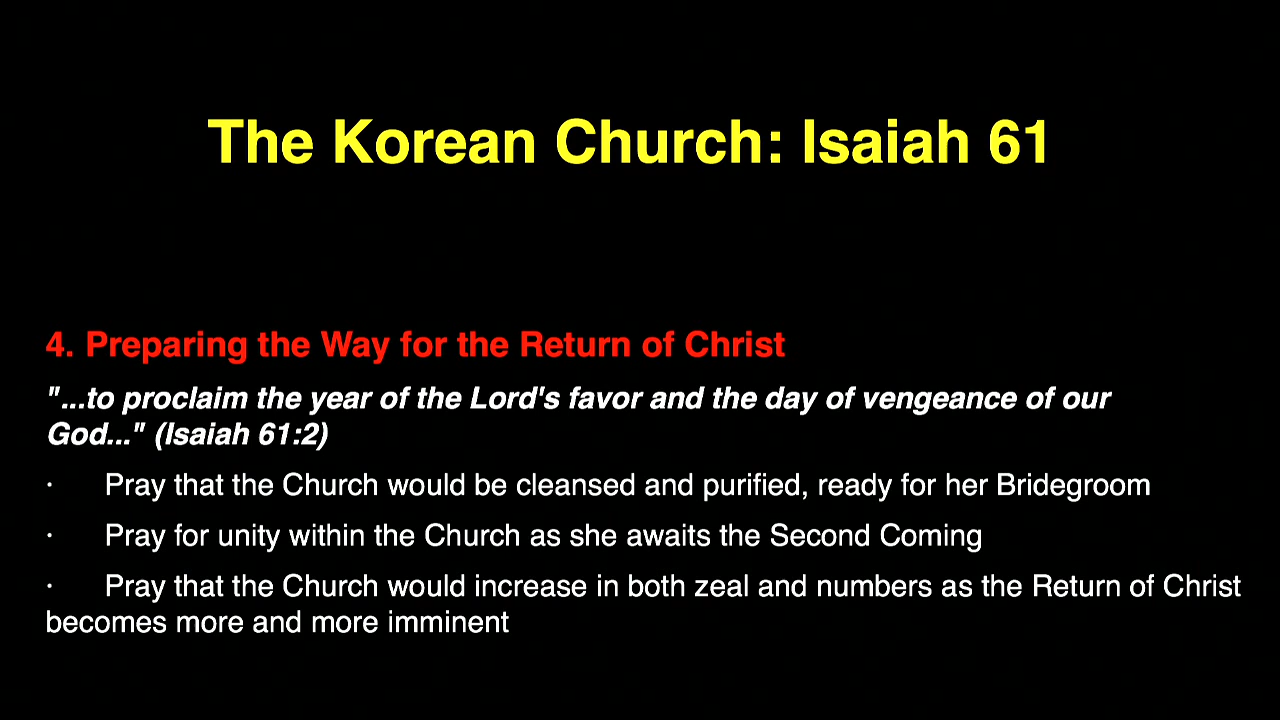 The Korean Church: Isaiah 61
4. Preparing the Way for the Return of Christ
"...to proclaim the year of the Lord's favor and the day of vengeance of our
God..." (Isaiah 61:2)
· Pray that the Church would be cleansed and purified, ready for her Bridegroom
· Pray for unity within the Church as she awaits the Second Coming
· Pray that the Church would increase in both zeal and numbers as the Return of Christ
becomes more and more imminent